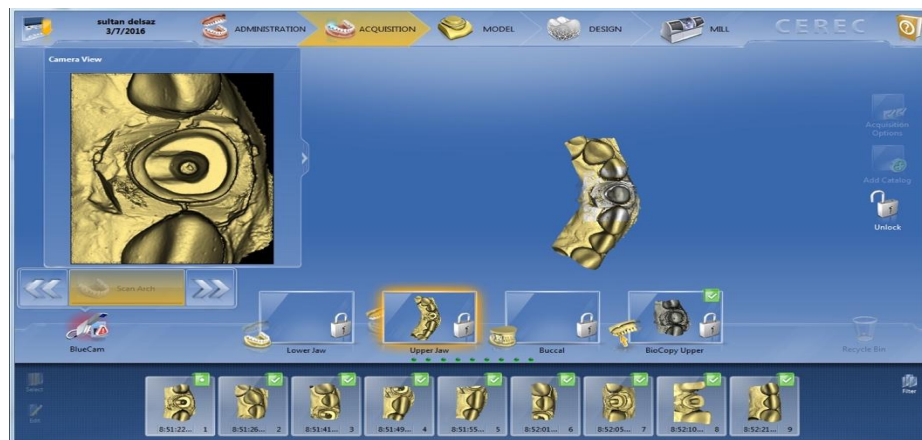 sultan delsaz
3/7/2016
ADMINISTRATION
ACQUISITION
MODEL
DESIGN
MILL
CEREC
Camera View
Acquisition
Options
Add Catalog
Unlock
Scan Arch
BlueCam
Lower Jaw
Upper Jaw
Buccal
BioCopy Upper
Recycle Bin
Select
Edit
Filter
8:51:22... 1
8:51:26... 2
8:51:41... 3
8:51:49... 4
8:51:55... 5
8:52:01... 6
8:52:05... 7
8:52:10... 8
8:52:21... 9